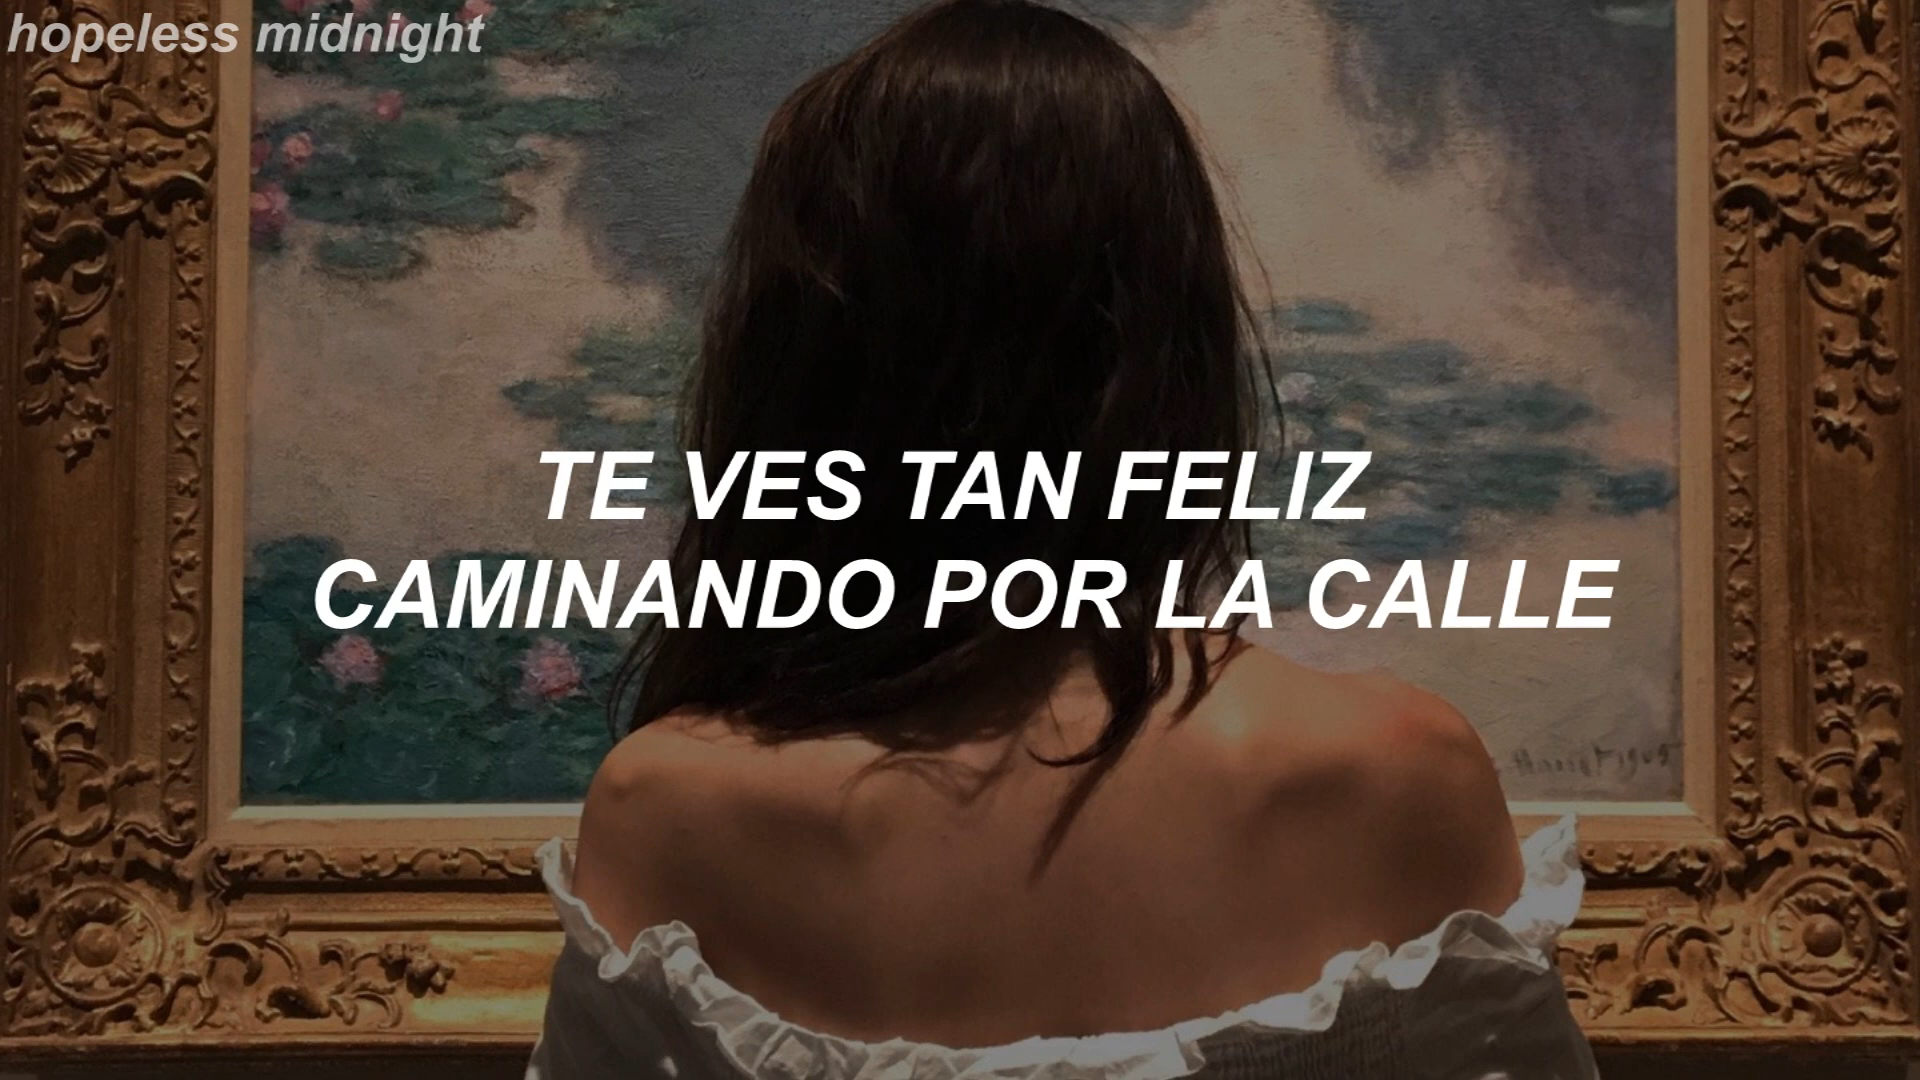 hopeless midnight
TE VES TAN FELIZ
CAMINANDO POR LA CALLE